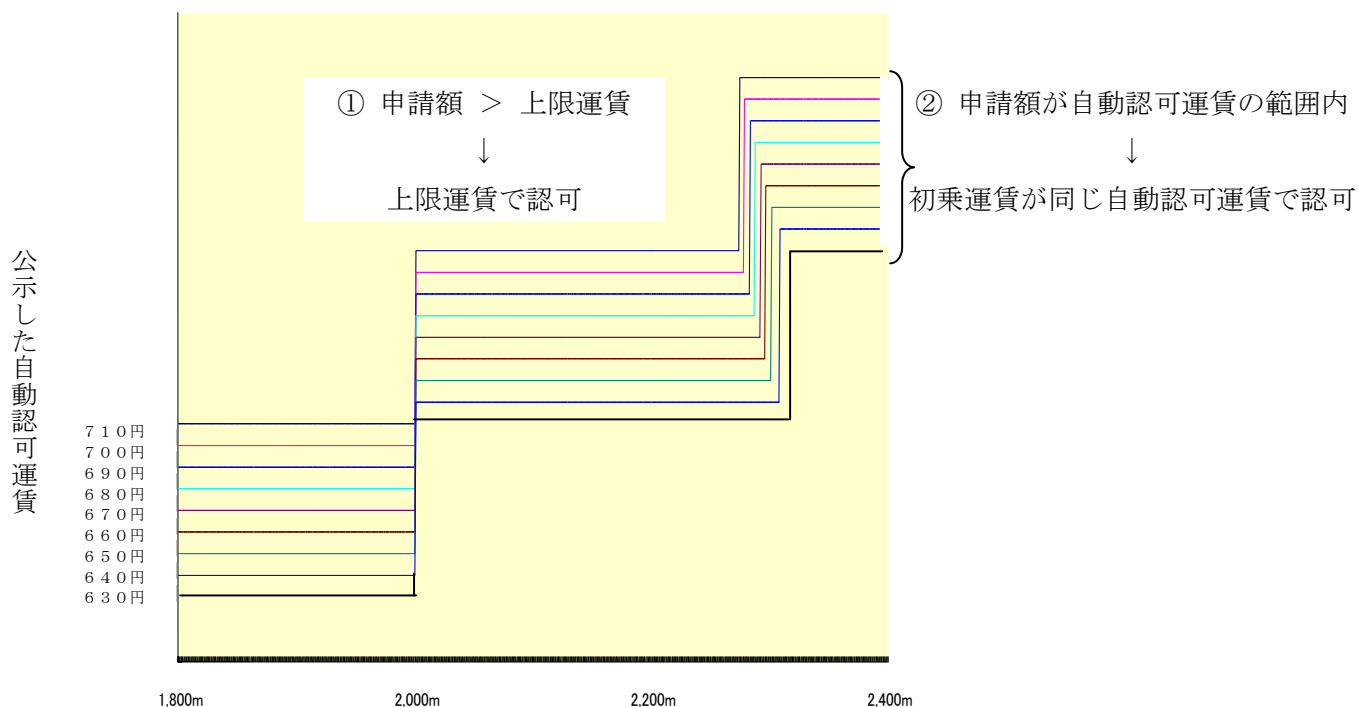 ① 申請額 > 上限運賃
↓
上限運賃で認可
② 申請額が自動認可運賃の範囲内
↓
初乗運賃が同じ自動認可運賃で認可
公示した自動認可運賃
710円
700円
690円
680円
670円
660円
650円
640円
630円
1,800m
2,000m
2,200m
2,400m